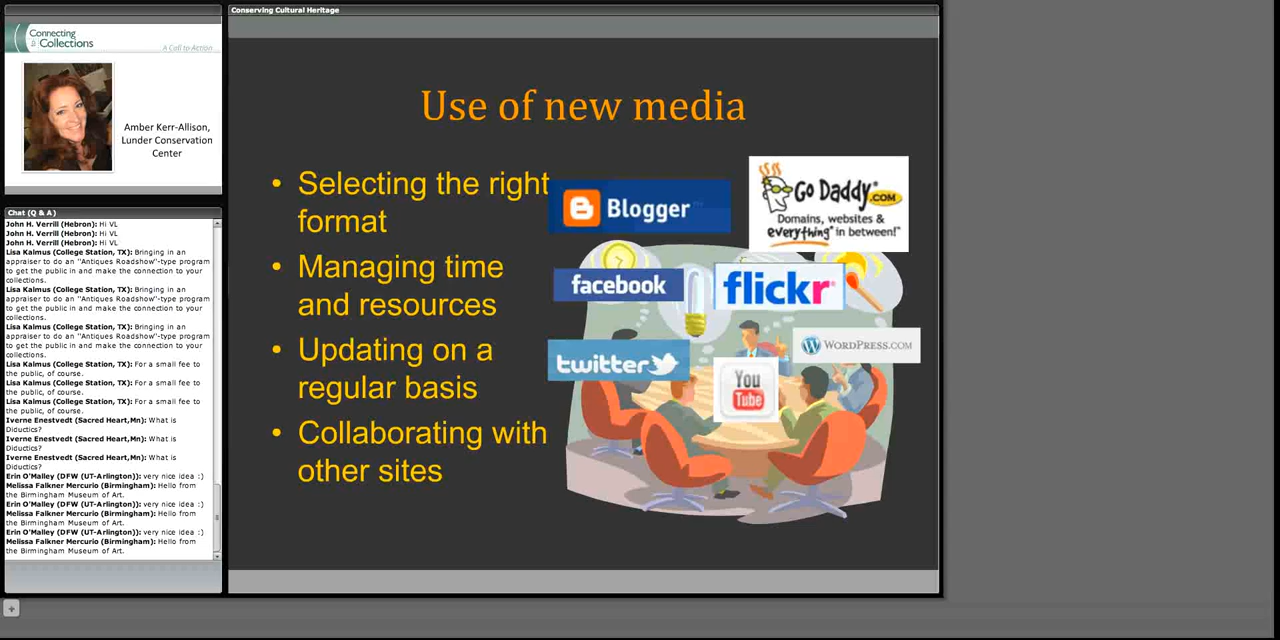 Conserving Cultural Heritage
Connecting
to Collections
A Call to Action
Amber Kerr-Allison,
Lunder Conservation
Center
Chat (Q & A)
John H. Verrill (Hebron): Hi VL
John H. Verrill (Hebron): Hi VL
John H. Verrill (Hebron): Hi VL
Lisa Kalmus (College Station, TX): Bringing in an
appraiser to do an "Antiques Roadshow"-type program
to get the public in and make the connection to your
collections.
Lisa Kalmus (College Station, TX): Bringing in an
appraiser to do an "Antiques Roadshow"-type program
to get the public in and make the connection to your
collections.
Lisa Kalmus (College Station, TX): Bringing in an
appraiser to do an "Antiques Roadshow"-type program
to get the public in and make the connection to your
collections.
Lisa Kalmus (College Station, TX): For a small fee to
the public, of course.
Lisa Kalmus (College Station, TX): For a small fee to
the public, of course.
Lisa Kalmus (College Station, TX): For a small fee to
the public, of course.
Iverne Enestvedt (Sacred Heart,Mn): What is
Diductics?
Iverne Enestvedt (Sacred Heart,Mn): What is
Diductics?
Iverne Enestvedt (Sacred Heart,Mn): What is
Diductics?
Erin O'Malley (DFW (UT-Arlington)): very nice idea :)
Melissa Falkner Mercurio (Birmingham): Hello from
the Birmingham Museum of Art.
Erin O'Malley (DFW (UT-Arlington)): very nice idea :)
Melissa Falkner Mercurio (Birmingham): Hello from
the Birmingham Museum of Art.
Erin O'Malley (DFW (UT-Arlington)): very nice idea :)
Melissa Falkner Mercurio (Birmingham): Hello from
the Birmingham Museum of Art.
Use of new media
• Selecting the right
format
• Managing time
and resources
• Updating on a
regular basis
• Collaborating with
other sites
Blogger
Go Daddy.COM
Domains, websites &
everything* in between!"
facebook
flickr
twitter
WORDPRESS.COM
You
Tube